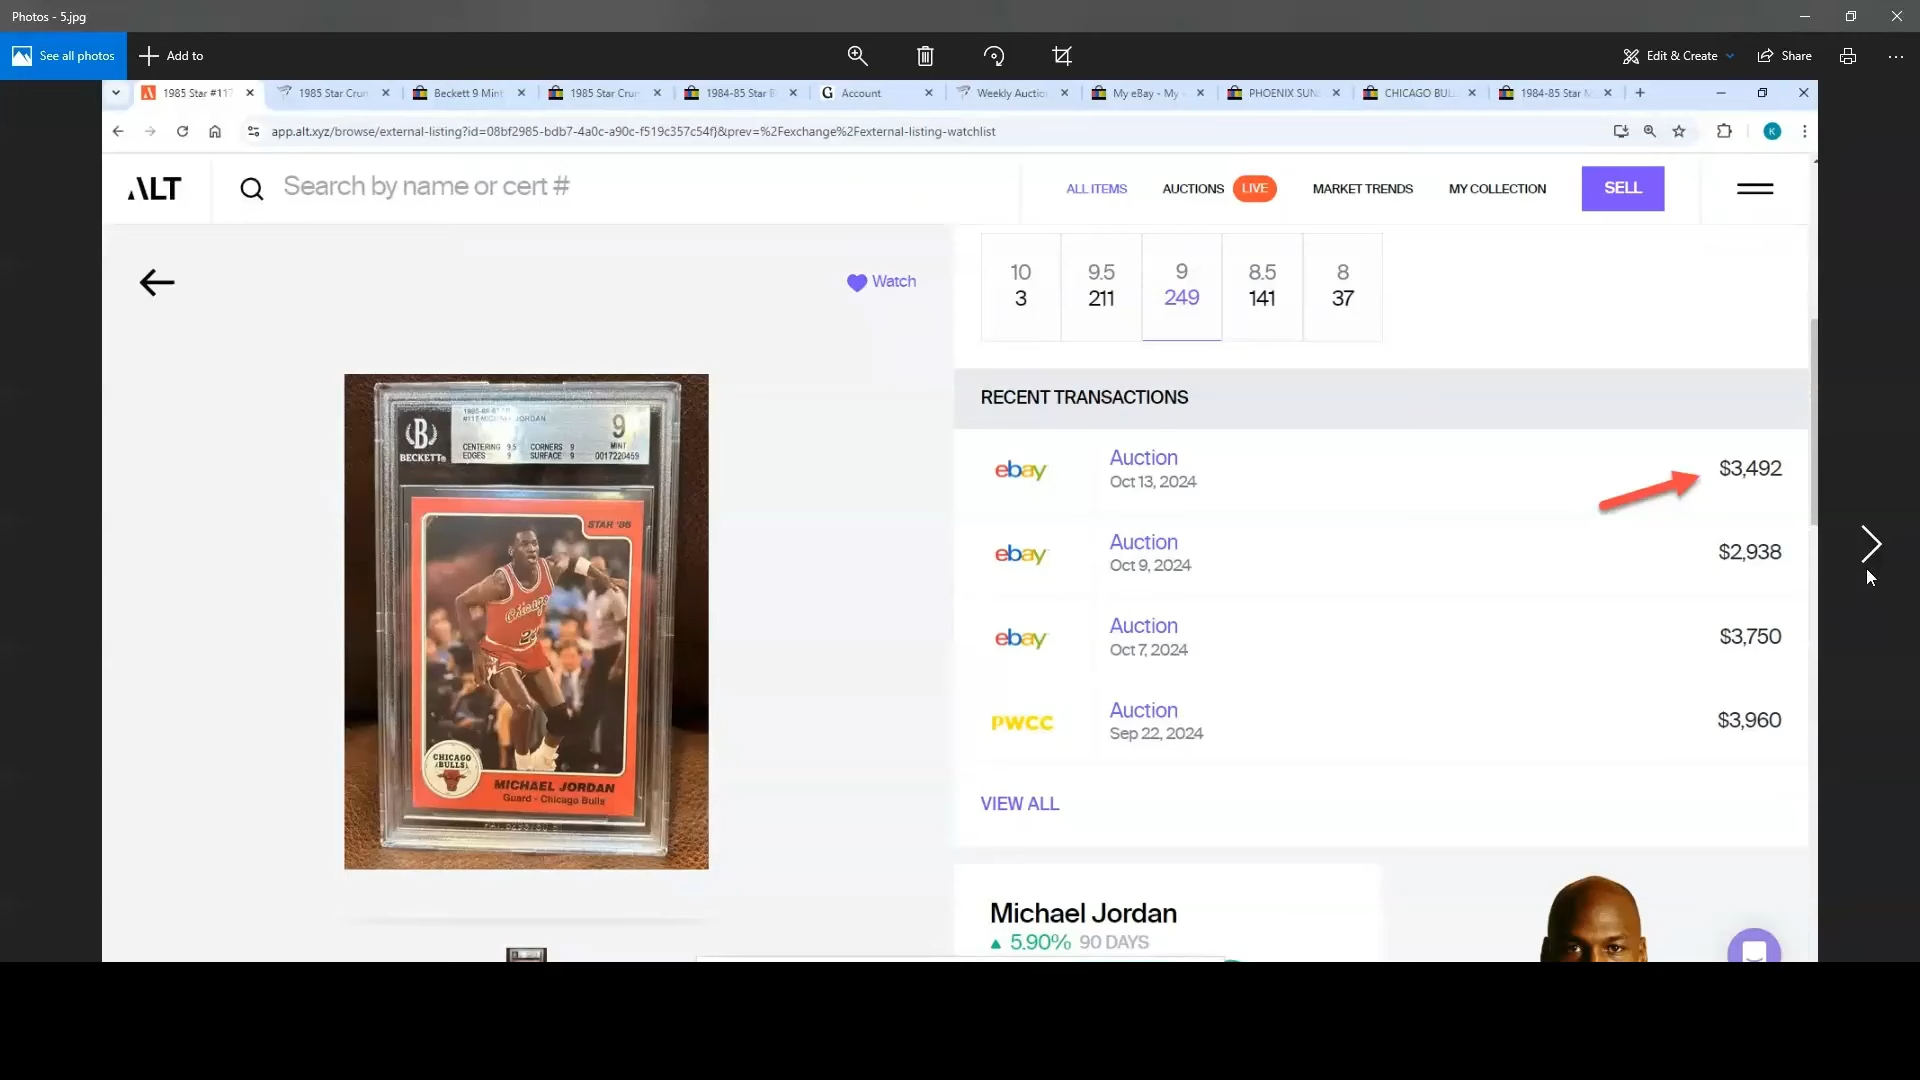 Photos - 5.jpg
See all photos
Add to
Edit & Create
Share
1985 Star #117
1985 Star Crun
Beckett 9 Mint
1985 Star Crun
1984-85 Star B
Account
Weekly Auctio
My eBay - My
PHOENIX SUN
CHICAGO BUL
1984-85 Star M
app.alt.xyz/browse/external-listing?id=08bf2985-bdb7-4a0c-a90c-f519c357c54f}&prev=%2Fexchange%2Fexternal-listing-watchlist
K
ALT
Search by name or cert #
ALL ITEMS
AUCTIONS LIVE
MARKET TRENDS
MY COLLECTION
SELL
Watch
10 9.5 9 8.5 8
3 211 249 141 37
RECENT TRANSACTIONS
ebay
Auction
Oct 13, 2024
$3,492
ebay
Auction
Oct 9, 2024
$2,938
ebay
Auction
Oct 7, 2024
$3,750
PWCC
Auction
Sep 22, 2024
$3,960
VIEW ALL
Michael Jordan
5.90% 90 DAYS
B
BECKETT
MICHAEL JORDAN
CENTERING 9.5 CORNERS 9
EDGES 9 SURFACE 9
9
MINT
0017220459
STAR '86
Chicago
CHICAGO
BULLS
MICHAEL JORDAN
Guard - Chicago Bulls